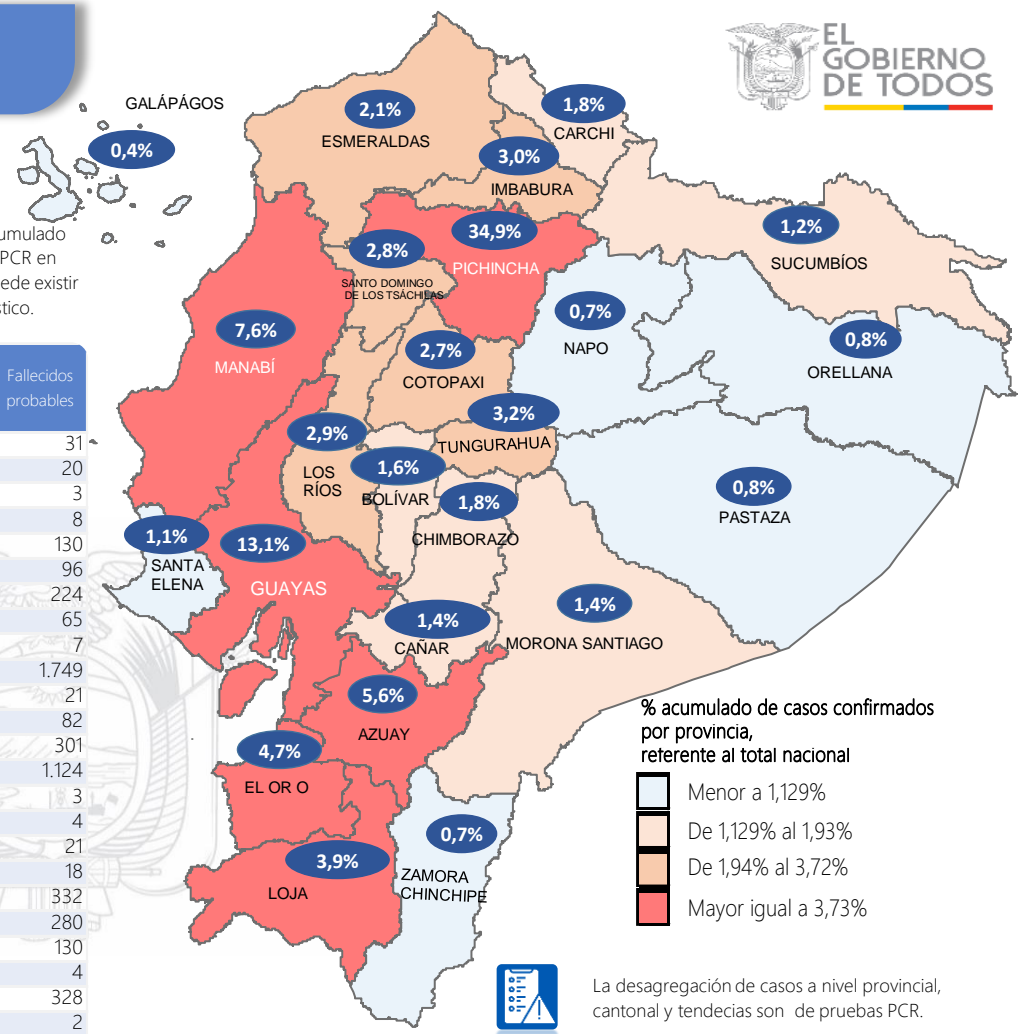 EL
GOBIERNO
DE TODOS
GALÁPAGOS
0,4%
2,1%
ESMERALDAS
1,8%
CARCHI
3,0%
IMBABURA
1,2%
SUCUMBÍOS
34,9%
PICHINCHA
2,8%
SANTO DOMINGO
DE LOS TSÁCHILAS
umulado
PCR en
ede existir
stico.
7,6%
MANABÍ
0,7%
NAPO
0,8%
ORELLANA
2,7%
COTOPAXI
3,2%
TUNGURAHUA
2,9%
LOS
RÍOS
1,6%
BOLÍVAR
1,8%
CHIMBORAZO
0,8%
PASTAZA
1,1%
SANTA
ELENA
13,1%
GUAYAS
1,4%
CAÑAR
1,4%
MORONA SANTIAGO
5,6%
AZUAY
4,7%
EL OR O
3,9%
LOJA
0,7%
ZAMORA
CHINCHIPE
Fallecidos
probables
31
20
3
8
130
96
224
65
7
1.749
21
82
301
1.124
3
4
21
18
332
280
130
4
328
2
% acumulado de casos confirmados
por provincia,
referente al total nacional
Menor a 1,129%
De 1,129% al 1,93%
De 1,94% al 3,72%
Mayor igual a 3,73%
La desagregación de casos a nivel provincial,
cantonal y tendecias son de pruebas PCR.